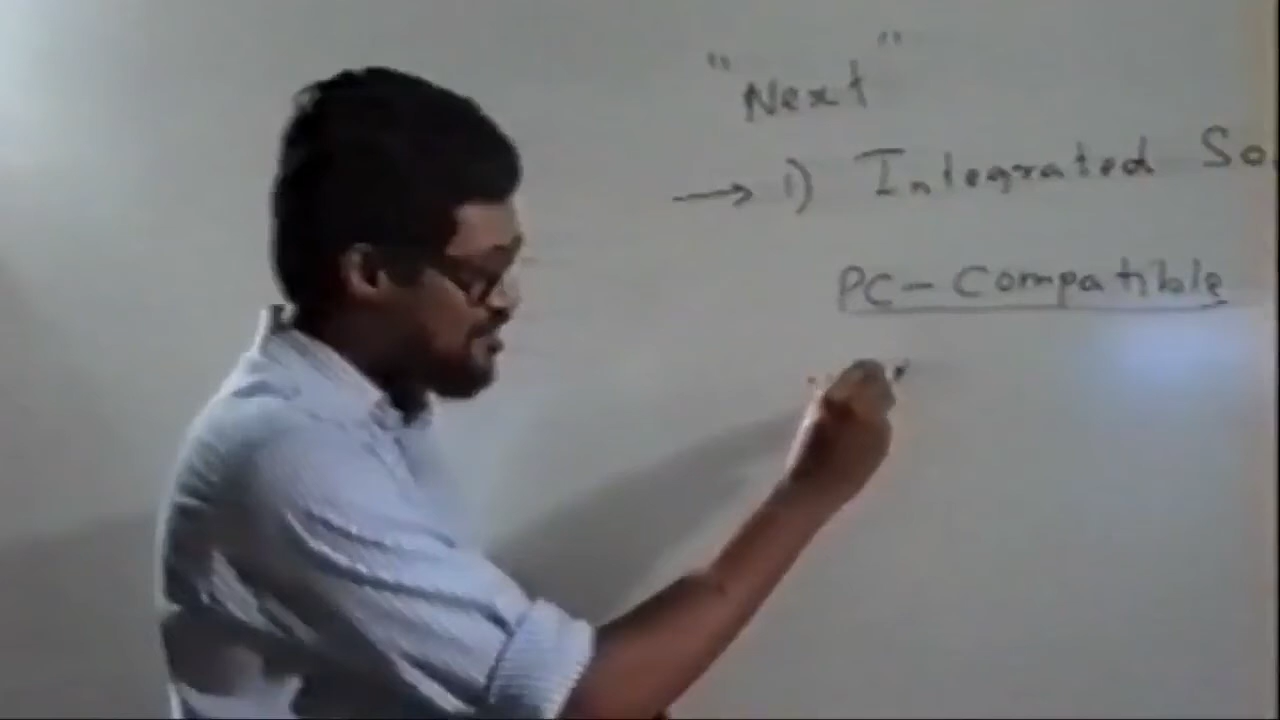 "Next"
→ 1) Integrated So
PC - Compatible